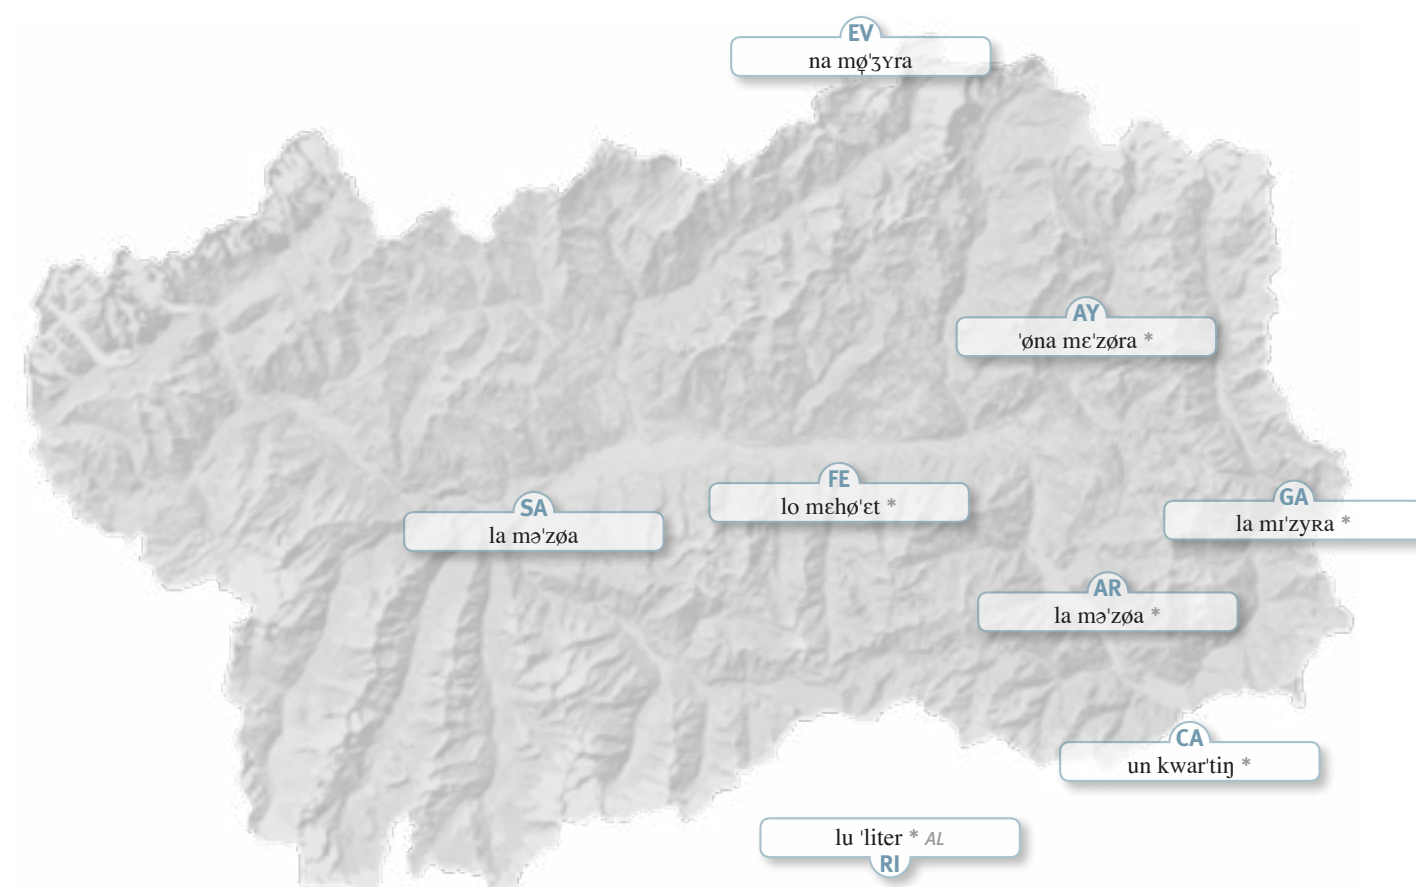 EV
na mø̞ˈʒʏra
AY
ˈøna mɛˈzøra *
FE
lo mɛhøˈɛt *
GA
la mɪˈzyʀa *
SA
la məˈzøa
AR
la məˈzøa *
CA
un kwarˈtiŋ *
lu ˈliter * AL
RI